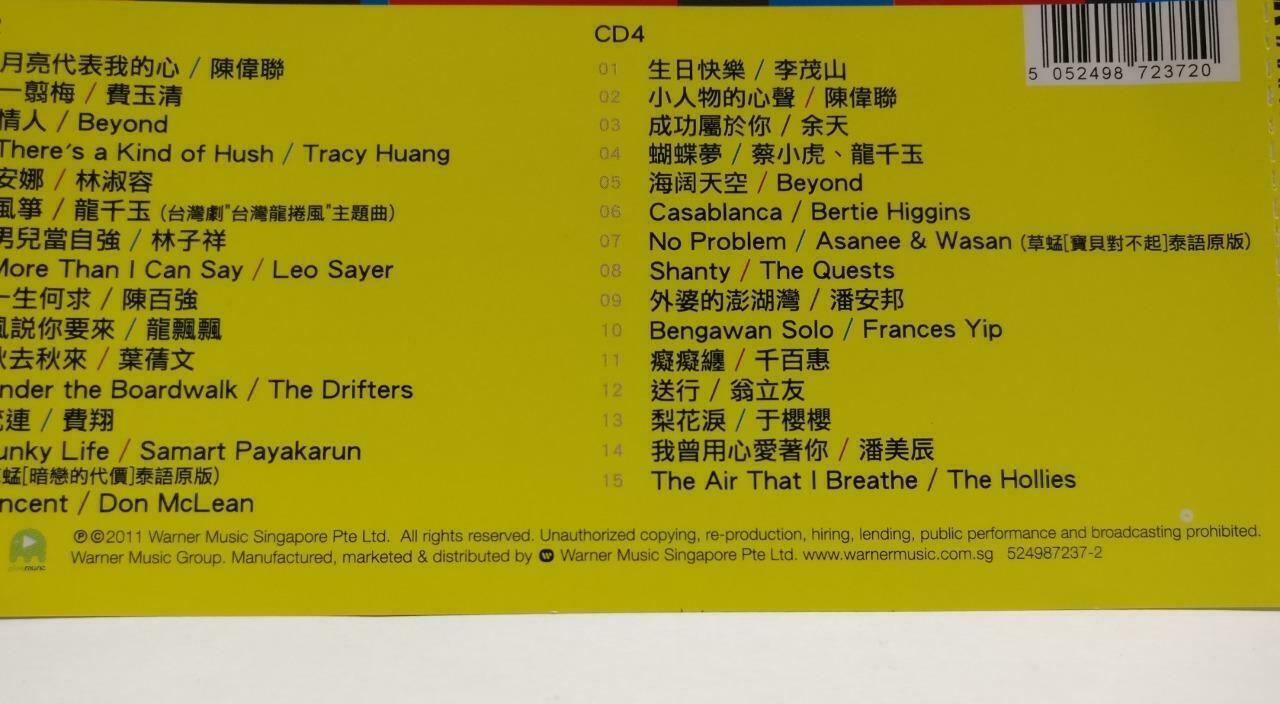 月亮代表我的心 / 陳偉聯
一翦梅 / 費玉清
情人 / Beyond
There's a Kind of Hush / Tracy Huang
安娜 / 林淑容
風箏 / 龍千玉 (台灣劇"台灣龍捲風"主題曲)
男兒當自強 / 林子祥
More Than I Can Say / Leo Sayer
一生何求 / 陳百強
風説你要來 / 龍飄飄
秋去秋來 / 葉蒨文
nder the Boardwalk / The Drifters
連 / 費翔
unky Life / Samart Payakarun
蜢[暗戀的代價]泰語原版)
ncent / Don McLean
CD4
01 生日快樂 / 李茂山
02 小人物的心聲 / 陳偉聯
03 成功屬於你 / 余天
04 蝴蝶夢 / 蔡小虎、龍千玉
05 海阔天空 / Beyond
06 Casablanca / Bertie Higgins
07 No Problem / Asanee & Wasan (草蜢[寶貝對不起]泰語原版)
08 Shanty / The Quests
09 外婆的澎湖灣 / 潘安邦
10 Bengawan Solo / Frances Yip
11 癡癡纏 / 千百惠
12 送行 / 翁立友
13 梨花淚 / 于櫻櫻
14 我曾用心愛著你 / 潘美辰
15 The Air That I Breathe / The Hollies
5 052498 723720
℗©2011 Warner Music Singapore Pte Ltd. All rights reserved. Unauthorized copying, re-production, hiring, lending, public performance and broadcasting prohibited.
Warner Music Group. Manufactured, marketed & distributed by Warner Music Singapore Pte Ltd. www.warnermusic.com.sg 524987237-2